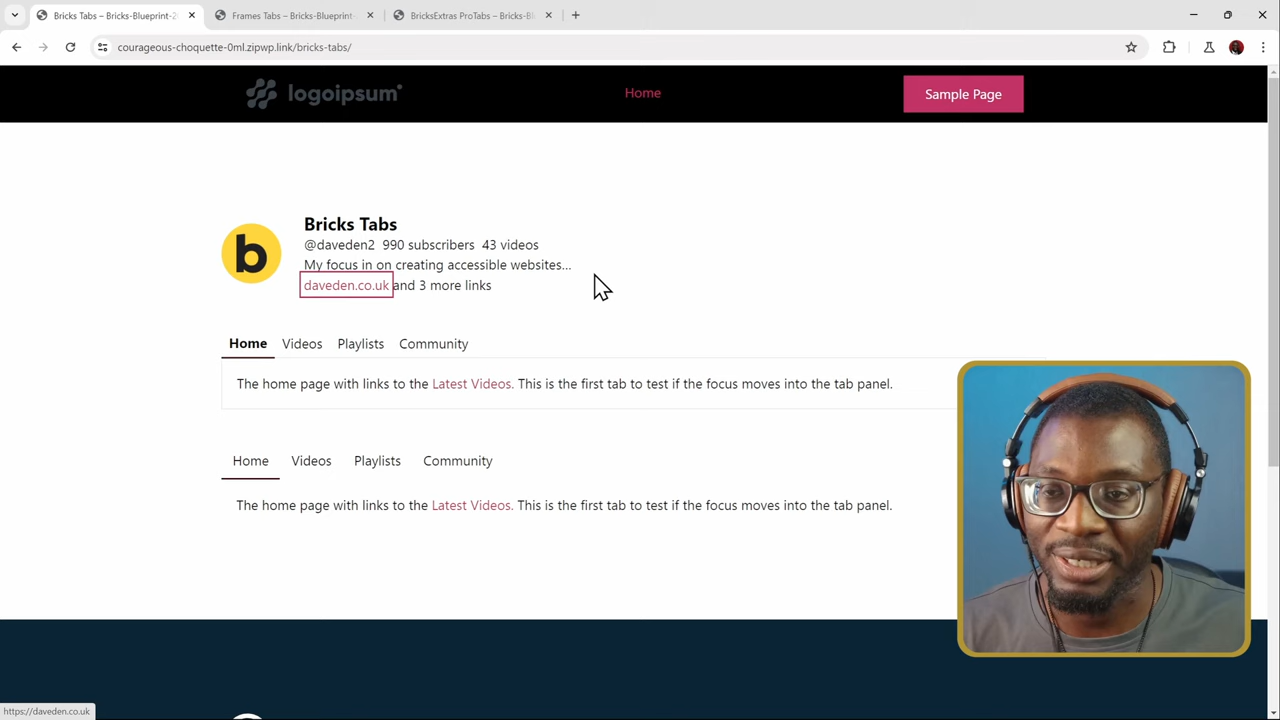 Bricks Tabs – Bricks-Blueprint-2
Frames Tabs – Bricks-Blueprint-
BricksExtras ProTabs – Bricks-Bl
courageous-choquette-0ml.zipwp.link/bricks-tabs/
logoipsum
Home
Sample Page
b
Bricks Tabs
@daveden2 990 subscribers 43 videos
My focus in on creating accessible websites...
daveden.co.uk and 3 more links
Home Videos Playlists Community
The home page with links to the Latest Videos. This is the first tab to test if the focus moves into the tab panel.
Home Videos Playlists Community
The home page with links to the Latest Videos. This is the first tab to test if the focus moves into the tab panel.
https://daveden.co.uk